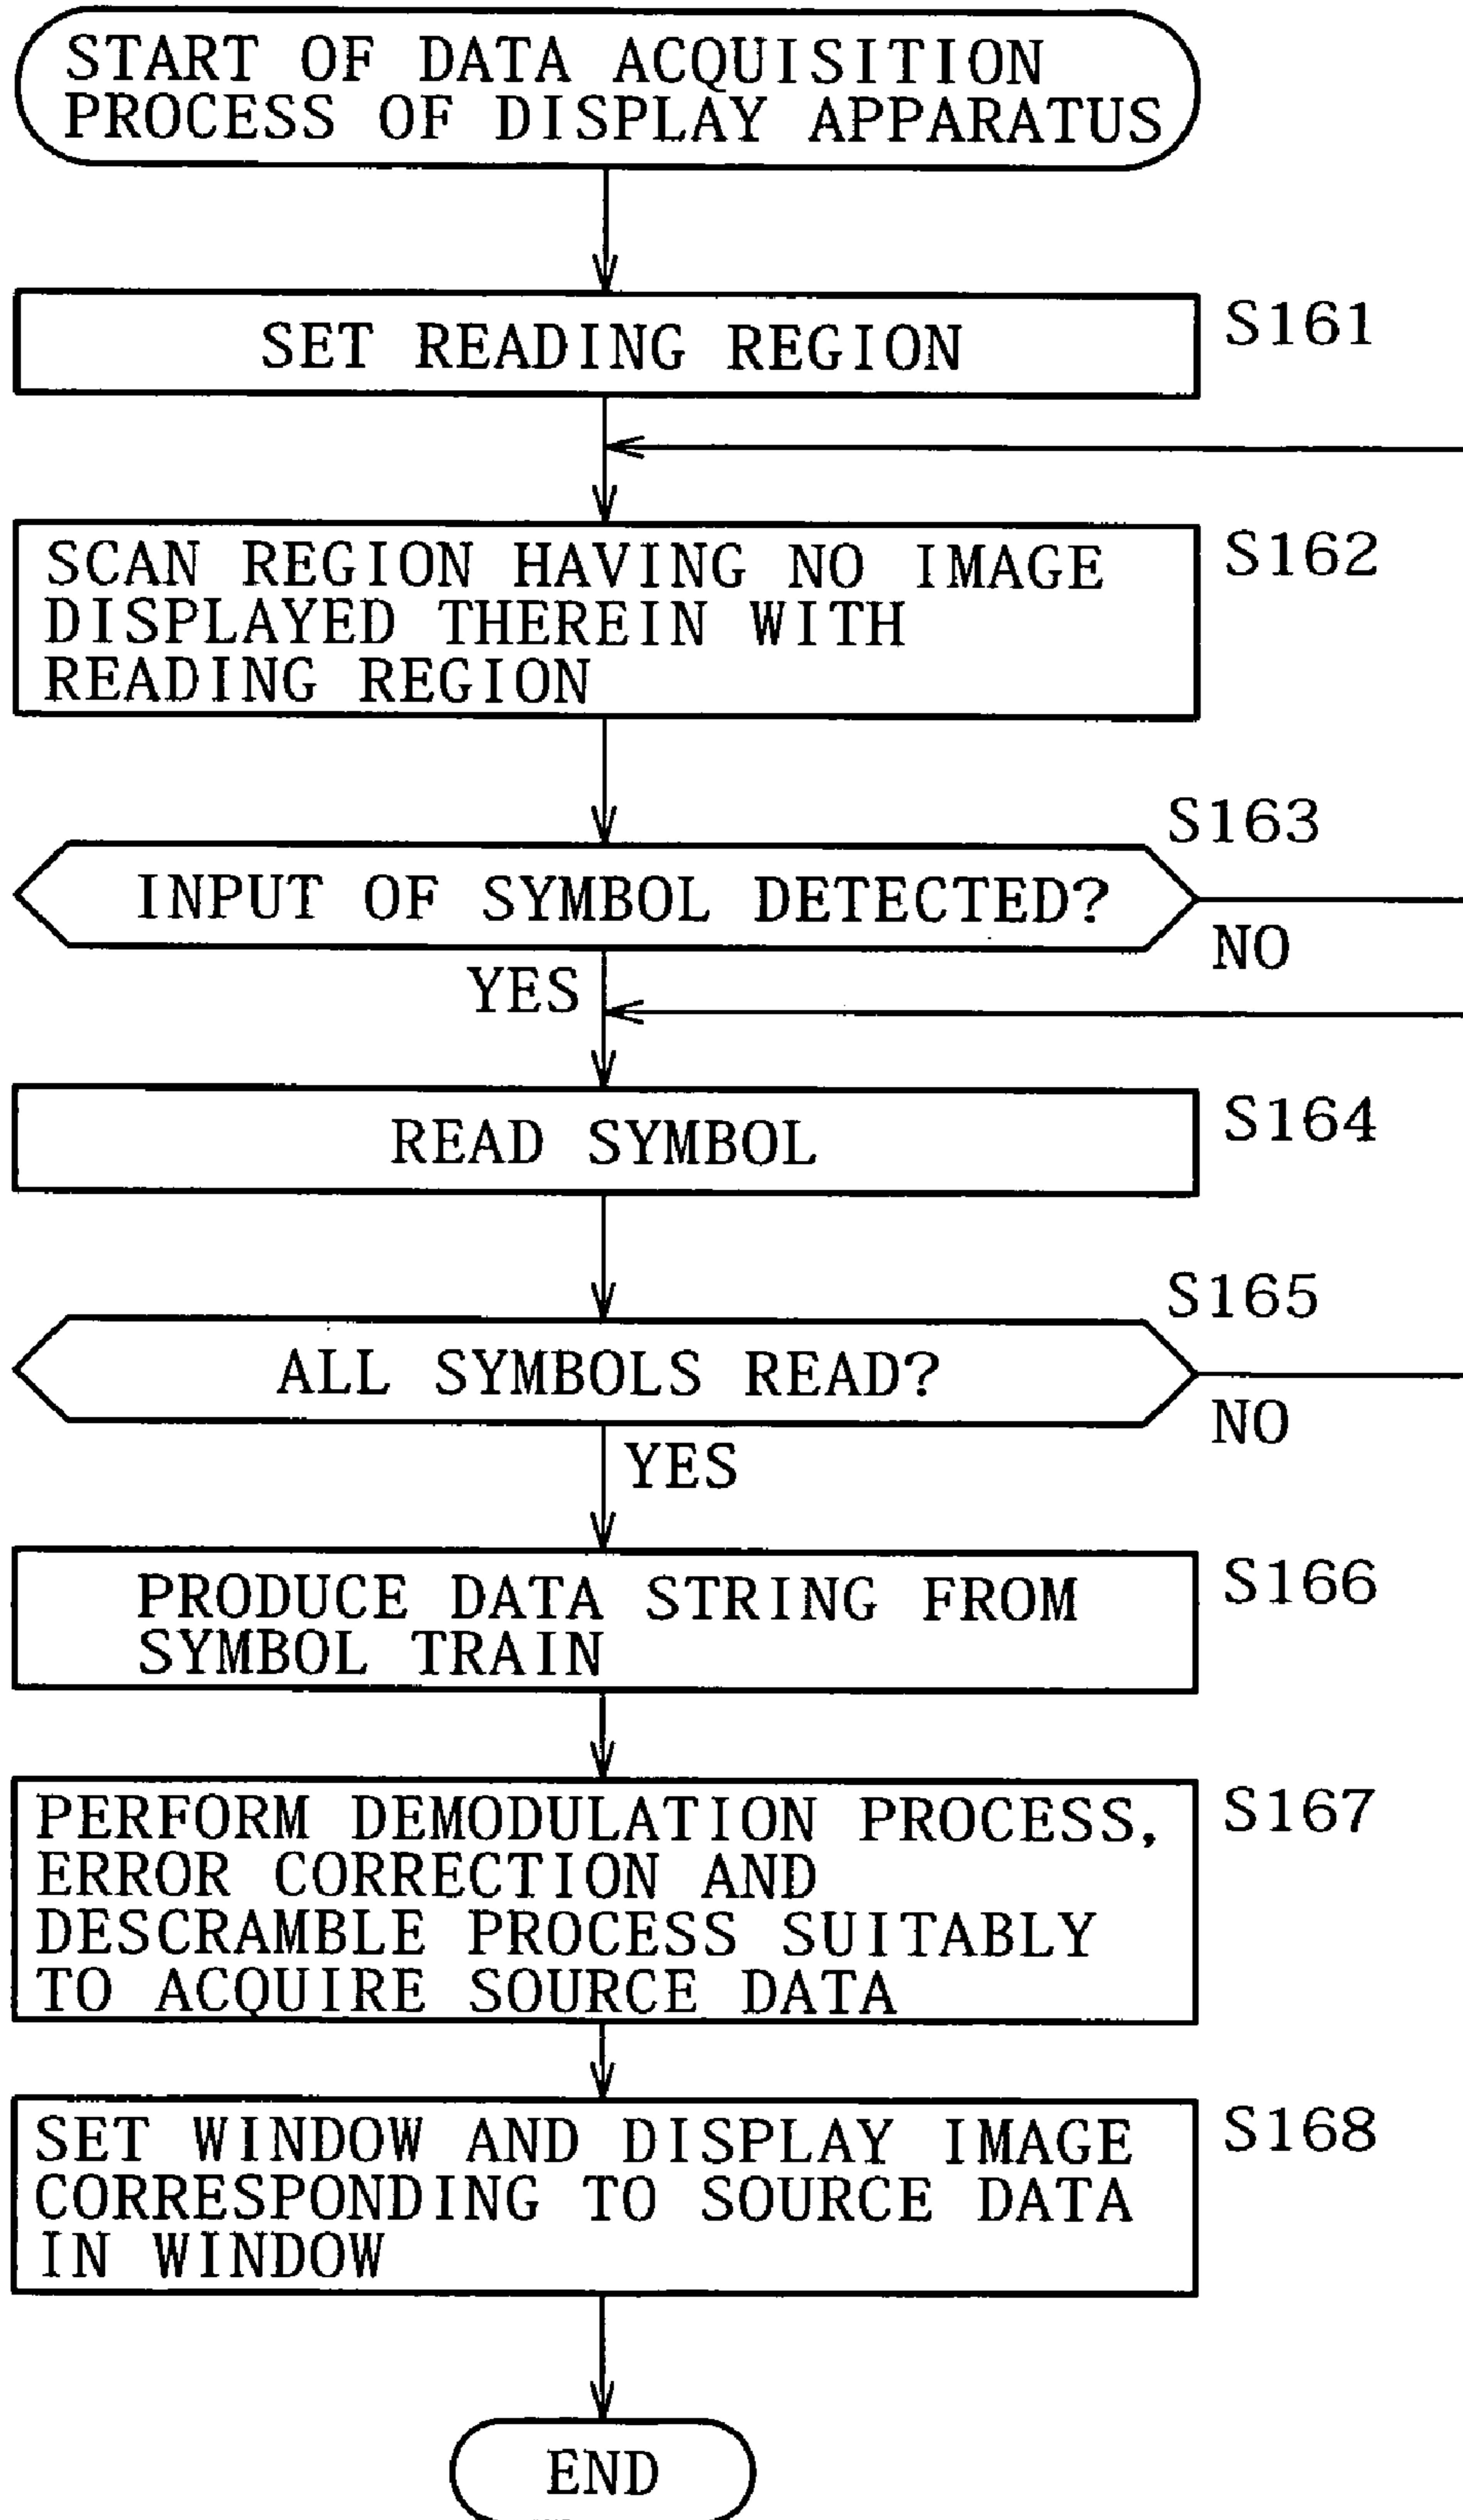 START OF DATA ACQUISITION
PROCESS OF DISPLAY APPARATUS
SET READING REGION
S161
SCAN REGION HAVING NO IMAGE
DISPLAYED THEREIN WITH
READING REGION
S162
S163
INPUT OF SYMBOL DETECTED?
NO
YES
READ SYMBOL
S164
S165
ALL SYMBOLS READ?
NO
YES
PRODUCE DATA STRING FROM
SYMBOL TRAIN
S166
PERFORM DEMODULATION PROCESS,
ERROR CORRECTION AND
DESCRAMBLE PROCESS SUITABLY
TO ACQUIRE SOURCE DATA
S167
SET WINDOW AND DISPLAY IMAGE
CORRESPONDING TO SOURCE DATA
IN WINDOW
S168
END